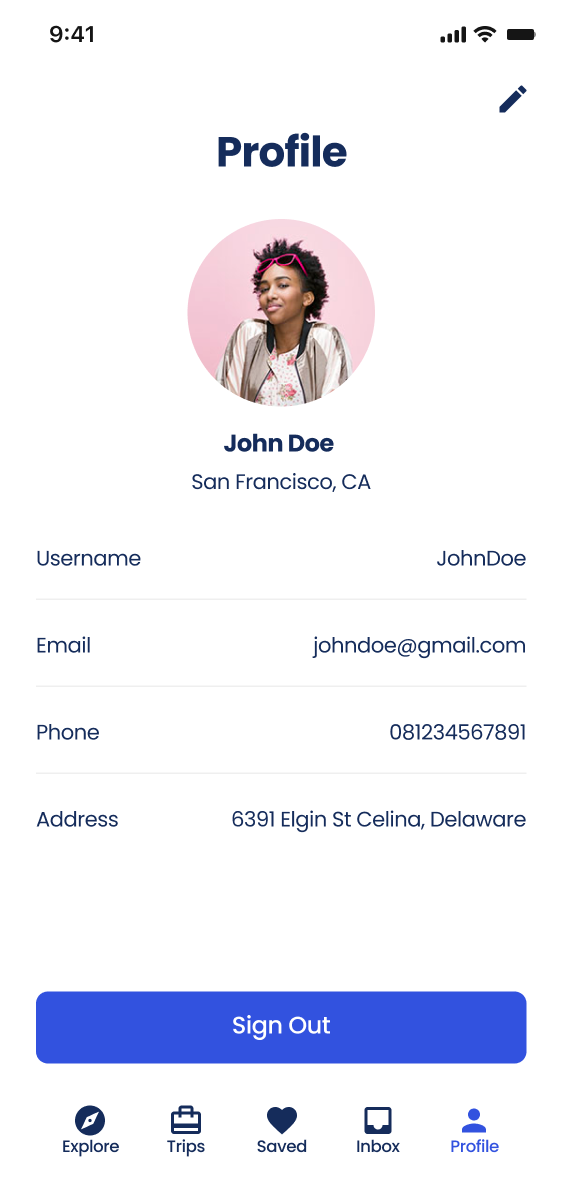 9:41
Profile
John Doe
San Francisco, CA
Username JohnDoe
Email johndoe@gmail.com
Phone 081234567891
Address 6391 Elgin St Celina, Delaware
Sign Out
Explore Trips Saved Inbox Profile